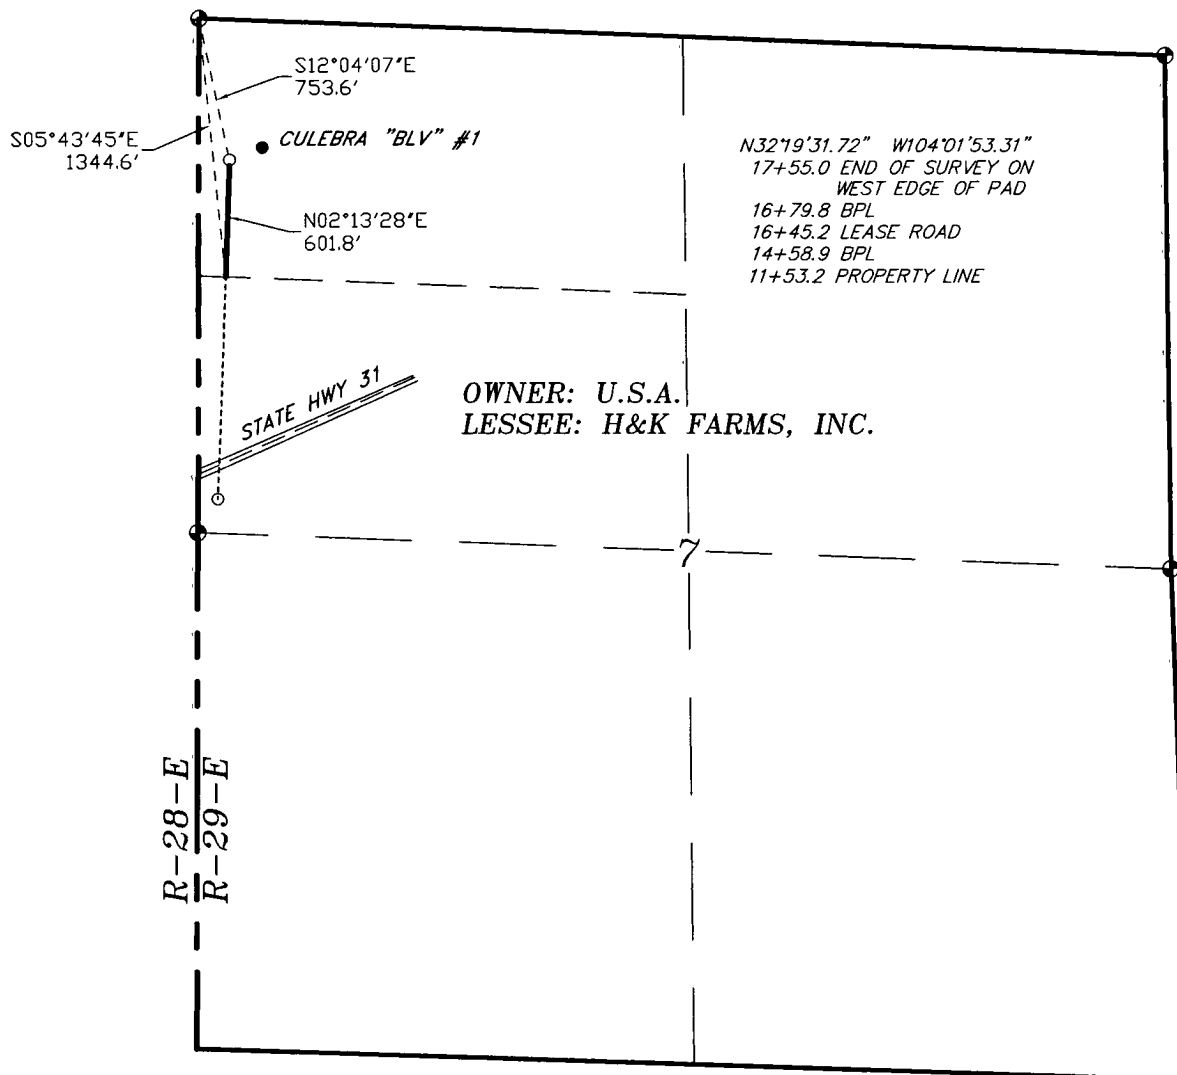 S12°04'07"E
753.6'
S05°43'45"E
1344.6'
CULEBRA "BLV" #1
N32°19'31.72" W104°01'53.31"
17+55.0 END OF SURVEY ON
WEST EDGE OF PAD
16+79.8 BPL
16+45.2 LEASE ROAD
14+58.9 BPL
11+53.2 PROPERTY LINE
N02°13'28"E
601.8'
STATE HWY 31
OWNER: U.S.A.
LESSEE: H&K FARMS, INC.
7
R-28-E
R-29-E